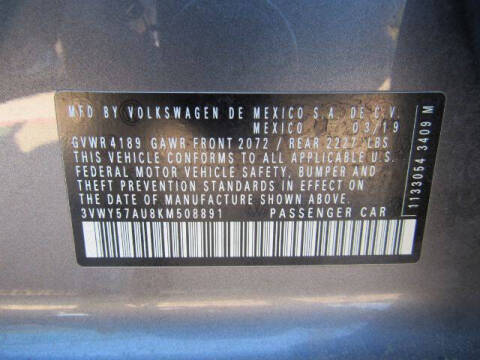 MFD BY VOLKSWAGEN DE MEXICO S.A. DE C.V.
MEXICO 03/19
GVWR4189 GAWR FRONT 2072 / REAR 2227 LBS
THIS VEHICLE CONFORMS TO ALL APPLICABLE U.S.
FEDERAL MOTOR VEHICLE SAFETY, BUMPER, AND
THEFT PREVENTION STANDARDS IN EFFECT ON
THE DATE OF MANUFACTURE SHOWN ABOVE.
3VWY57AU8KM508891 PASSENGER CAR
1133054 3409 M